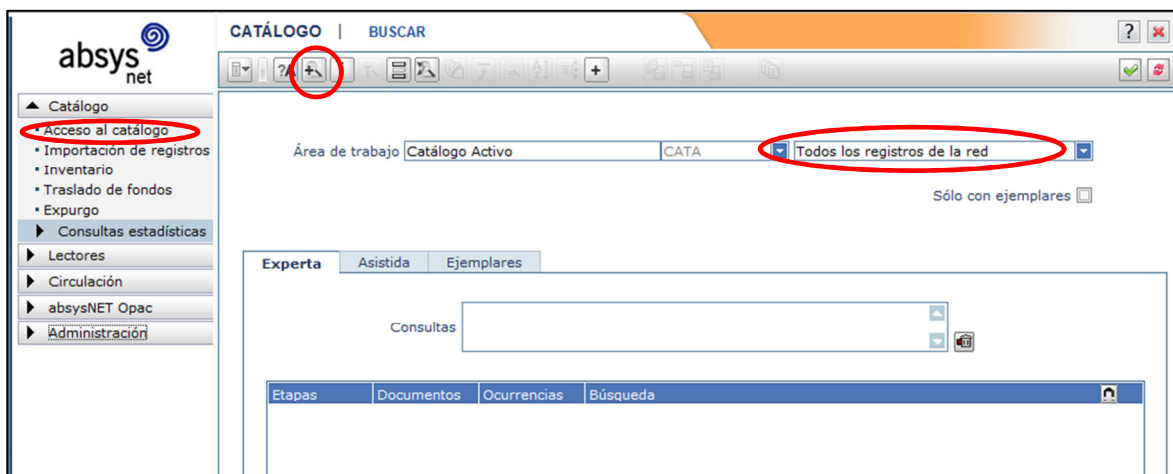 absys
net
CATÁLOGO | BUSCAR
?
?A
+
Catálogo
Acceso al catálogo
Importación de registros
Inventario
Traslado de fondos
Expurgo
Consultas estadísticas
Lectores
Circulación
absysNET Opac
Administración
Área de trabajo Catálogo Activo CATA Todos los registros de la red
Sólo con ejemplares
Experta Asistida Ejemplares
Consultas
Etapas Documentos Ocurrencias Búsqueda